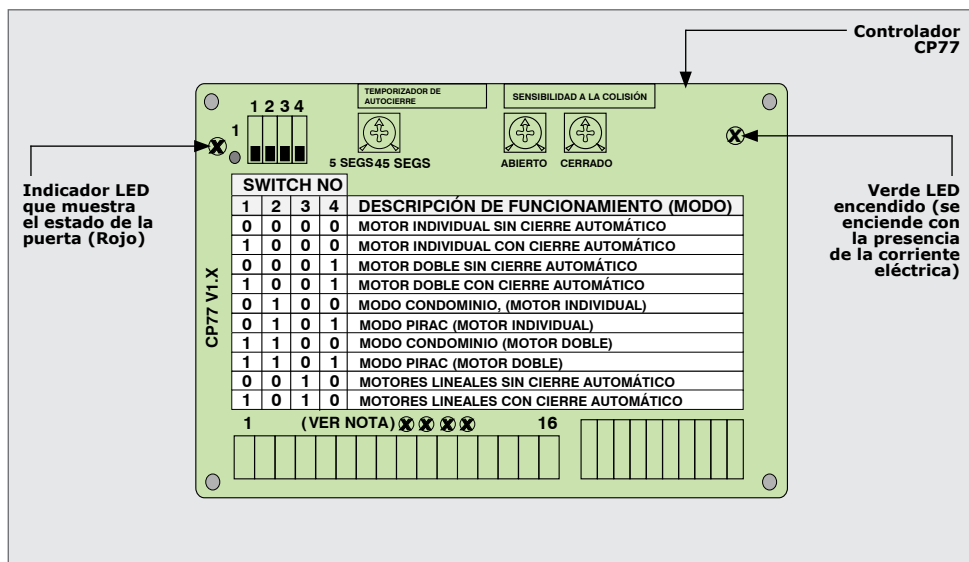 Controlador
CP77
TEMPORIZADOR DE
AUTOCIERRE
SENSIBILIDAD A LA COLISIÓN
1 2 3 4
1
5 SEGS 45 SEGS
ABIERTO CERRADO
Indicador LED
que muestra
el estado de la
puerta (Rojo)
Verde LED
encendido (se
enciende con
la presencia
de la corriente
eléctrica)
CP77 V1.X
SWITCH NO
1 2 3 4 DESCRIPCIÓN DE FUNCIONAMIENTO (MODO)
0 0 0 0 MOTOR INDIVIDUAL SIN CIERRE AUTOMÁTICO
1 0 0 0 MOTOR INDIVIDUAL CON CIERRE AUTOMÁTICO
0 0 0 1 MOTOR DOBLE SIN CIERRE AUTOMÁTICO
1 0 0 1 MOTOR DOBLE CON CIERRE AUTOMÁTICO
0 1 0 0 MODO CONDOMINIO, (MOTOR INDIVIDUAL)
0 1 0 1 MODO PIRAC (MOTOR INDIVIDUAL)
1 1 0 0 MODO CONDOMINIO (MOTOR DOBLE)
1 1 0 1 MODO PIRAC (MOTOR DOBLE)
0 0 1 0 MOTORES LINEALES SIN CIERRE AUTOMÁTICO
1 0 1 0 MOTORES LINEALES CON CIERRE AUTOMÁTICO
1 (VER NOTA) 16